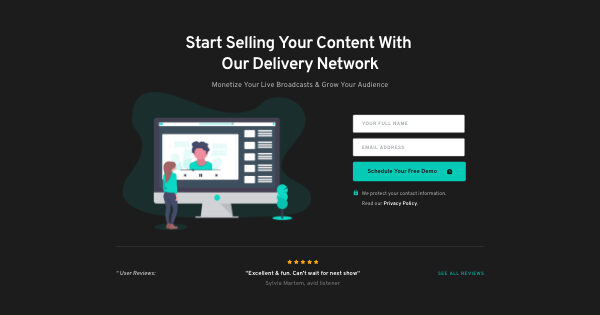 Start Selling Your Content With
Our Delivery Network
Monetize Your Live Broadcasts & Grow Your Audience
YOUR FULL NAME
EMAIL ADDRESS
Schedule Your Free Demo
We protect your contact information.
Read our Privacy Policy.
"User Reviews:
"Excellent & fun. Can't wait for next show"
Sylvia Martem, avid listener
SEE ALL REVIEWS